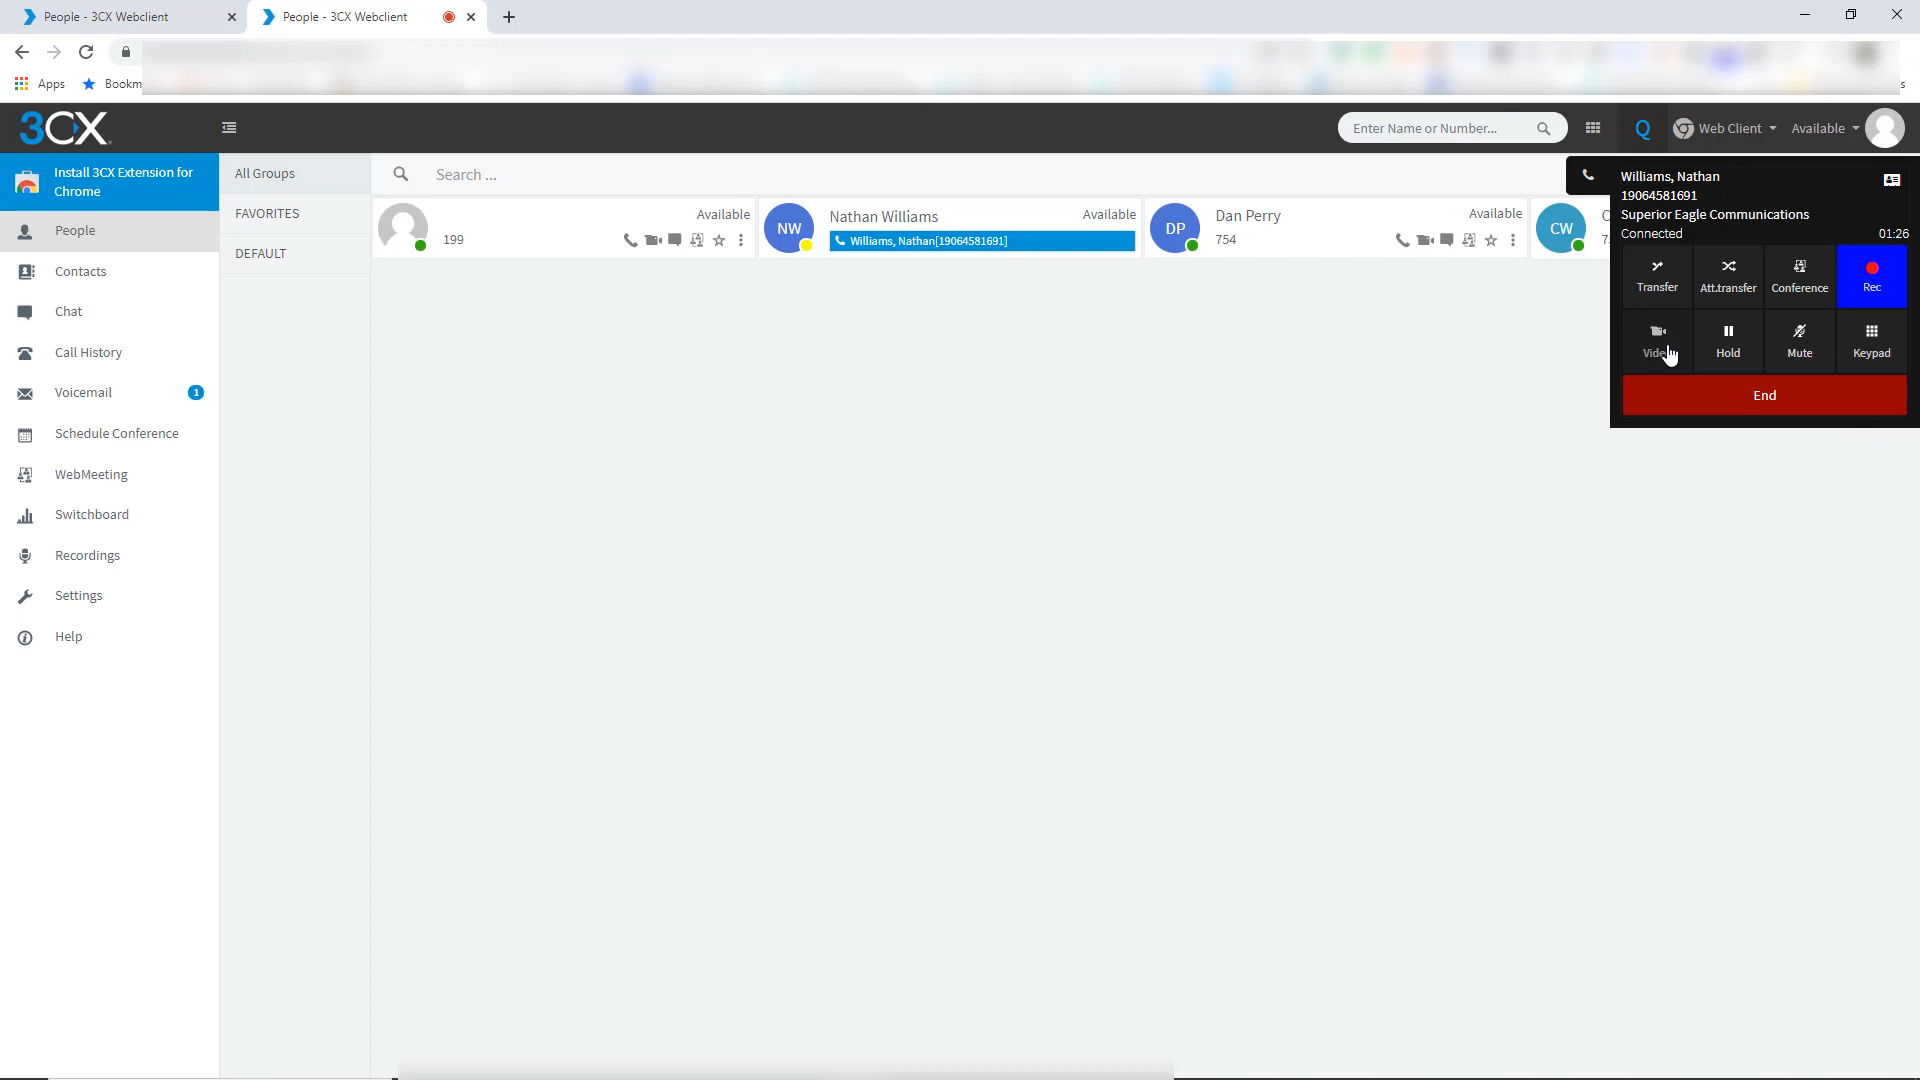 People - 3CX Webclient
People - 3CX Webclient
Apps
Bookm
s
3CX
Enter Name or Number...
Q
Web Client
Available
Install 3CX Extension for
Chrome
People
Contacts
Chat
Call History
Voicemail 1
Schedule Conference
WebMeeting
Switchboard
Recordings
Settings
Help
All Groups
FAVORITES
DEFAULT
Search ...
Available
199
NW
Nathan Williams
Available
Williams, Nathan[19064581691]
DP
Dan Perry
Available
754
CW
Williams, Nathan
19064581691
Superior Eagle Communications
Connected 01:26
Transfer Att.transfer Conference Rec
Hold Mute Keypad
End